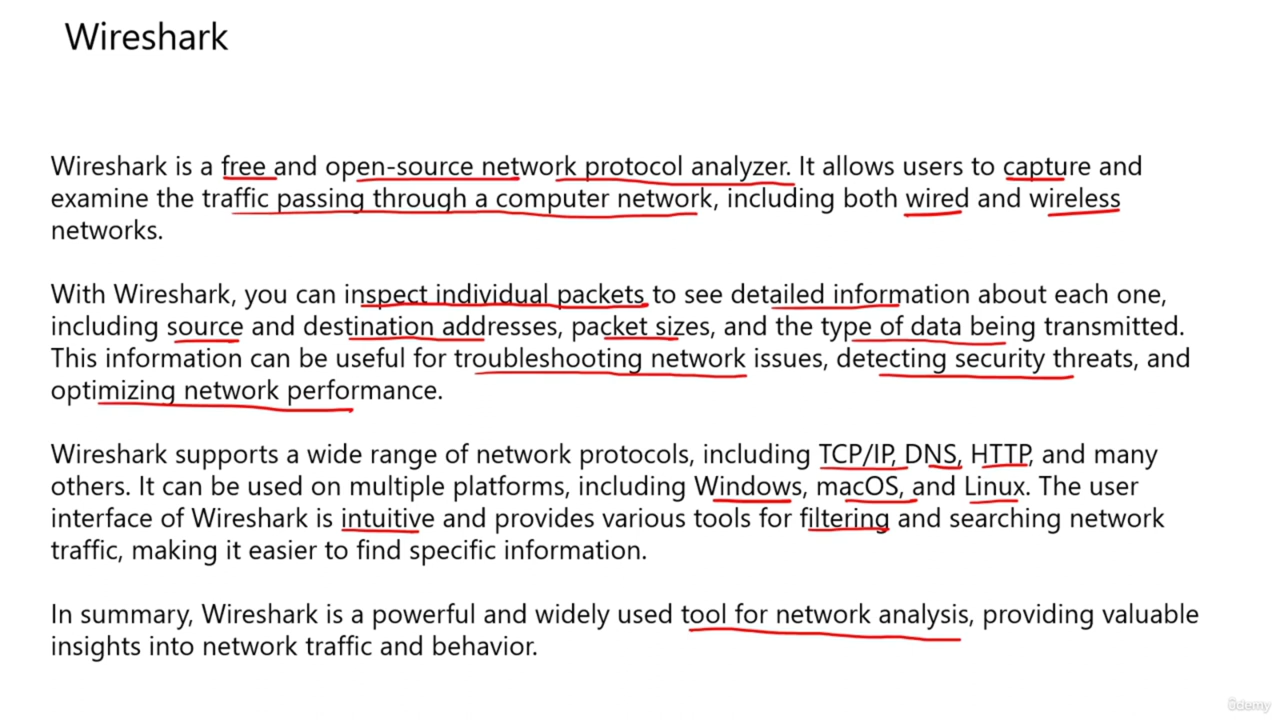 Wireshark
Wireshark is a free and open-source network protocol analyzer. It allows users to capture and
examine the traffic passing through a computer network, including both wired and wireless
networks.
With Wireshark, you can inspect individual packets to see detailed information about each one,
including source and destination addresses, packet sizes, and the type of data being transmitted.
This information can be useful for troubleshooting network issues, detecting security threats, and
optimizing network performance.
Wireshark supports a wide range of network protocols, including TCP/IP, DNS, HTTP, and many
others. It can be used on multiple platforms, including Windows, macOS, and Linux. The user
interface of Wireshark is intuitive and provides various tools for filtering and searching network
traffic, making it easier to find specific information.
In summary, Wireshark is a powerful and widely used tool for network analysis, providing valuable
insights into network traffic and behavior.
ûdemy